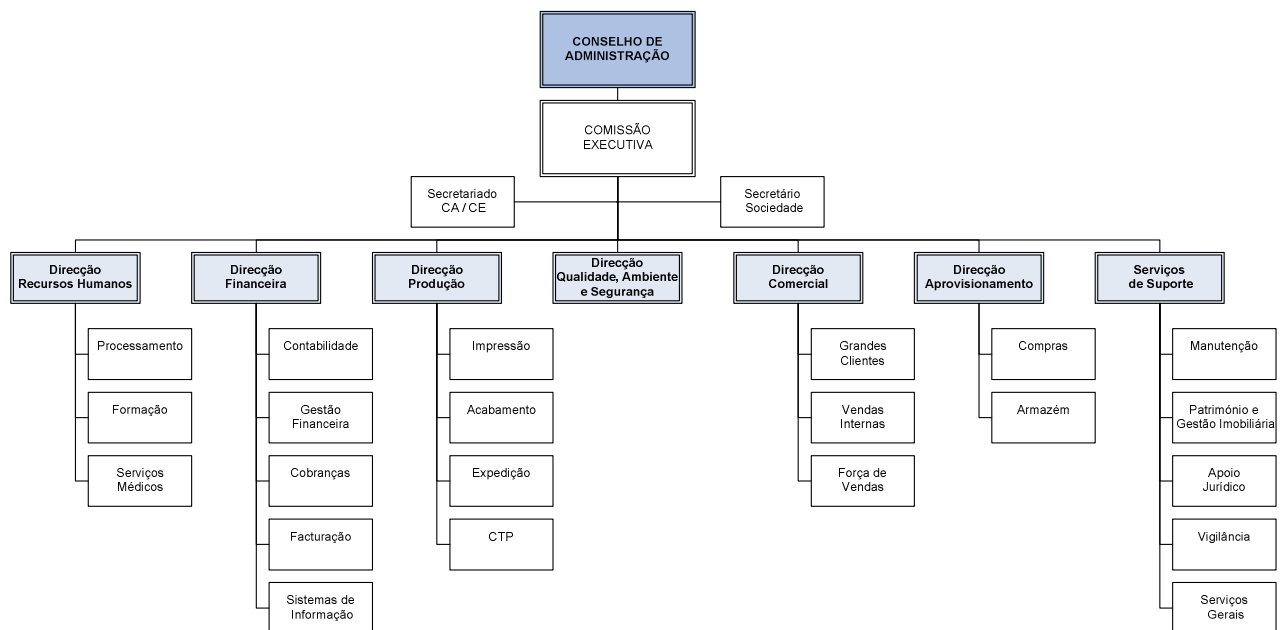 CONSELHO DE
ADMINISTRAÇÃO
COMISSÃO
EXECUTIVA
Secretariado
CA / CE
Secretário
Sociedade
Direcção
Recursos Humanos
Direcção
Financeira
Direcção
Produção
Direcção
Qualidade, Ambiente
e Segurança
Direcção
Comercial
Direcção
Aprovisionamento
Serviços
de Suporte
Processamento
Formação
Serviços
Médicos
Contabilidade
Gestão
Financeira
Cobranças
Facturação
Sistemas de
Informação
Impressão
Acabamento
Expedição
CTP
Grandes
Clientes
Vendas
Internas
Força de
Vendas
Compras
Armazém
Manutenção
Património e
Gestão Imobiliária
Apoio
Jurídico
Vigilância
Serviços
Gerais